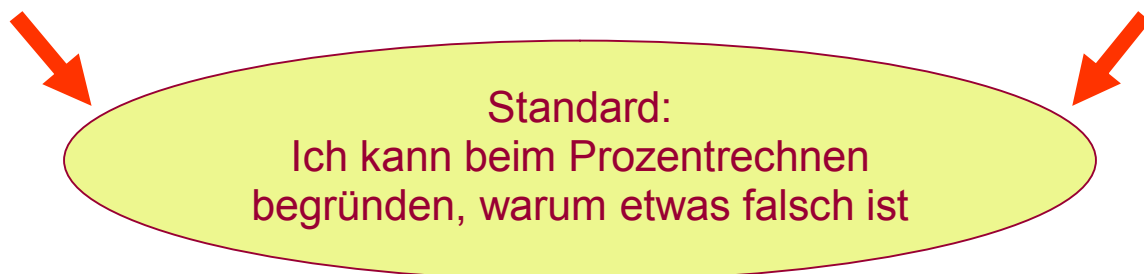 Standard:
Ich kann beim Prozentrechnen
begründen, warum etwas falsch ist